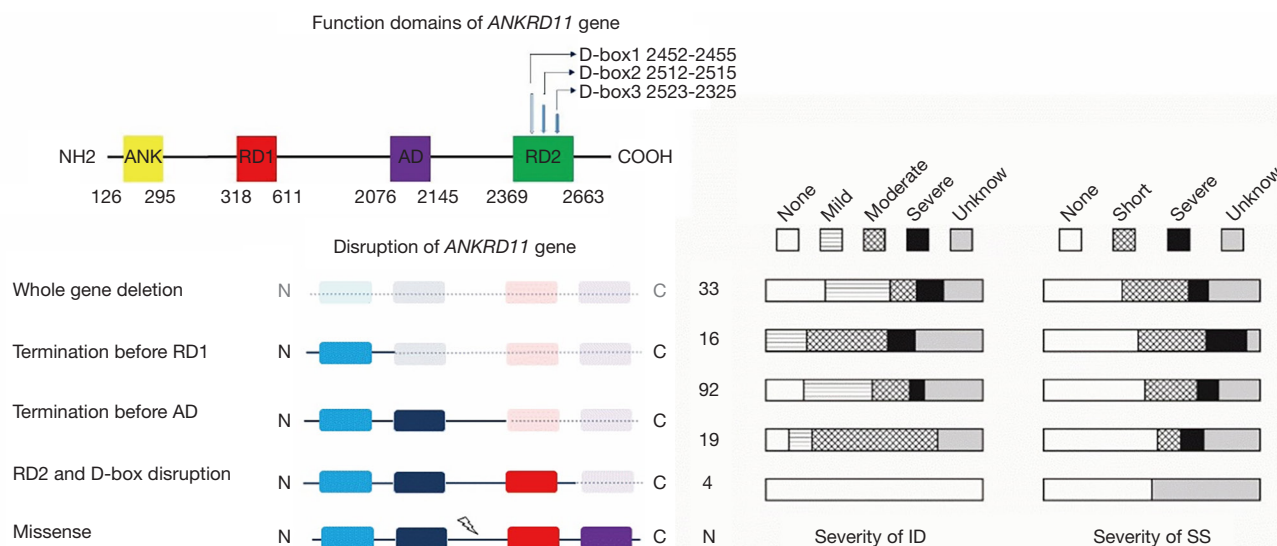 Function domains of ANKRD11 gene
D-box1 2452-2455
D-box2 2512-2515
D-box3 2523-2325
NH2 ANK RD1 AD RD2 COOH
126 295 318 611 2076 2145 2369 2663
None Mild Moderate Severe Unknow None Short Severe Unknow
Disruption of ANKRD11 gene
Whole gene deletion N C 33
Termination before RD1 N C 16
Termination before AD N C 92
RD2 and D-box disruption N C 19
4
Missense N C N Severity of ID Severity of SS